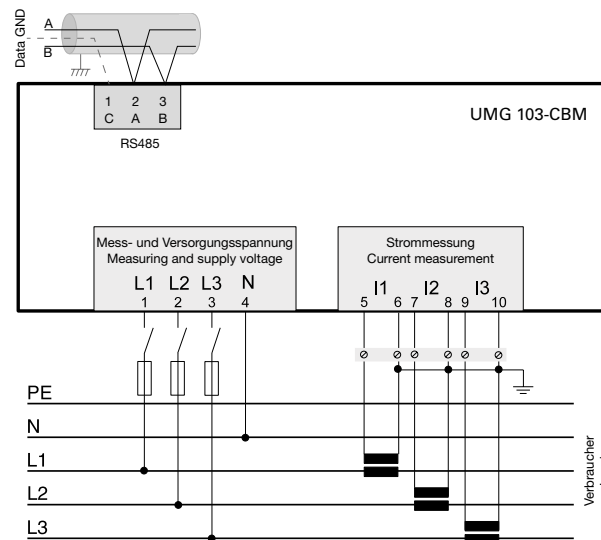 Data GND
A
B
1 2 3
C A B
RS485
UMG 103-CBM
Mess- und Versorgungsspannung
Measuring and supply voltage
L1 L2 L3 N
1 2 3 4
Strommessung
Current measurement
I1 I2 I3
5 6 7 8 9 10
PE
N
L1
L2
L3
Verbraucher